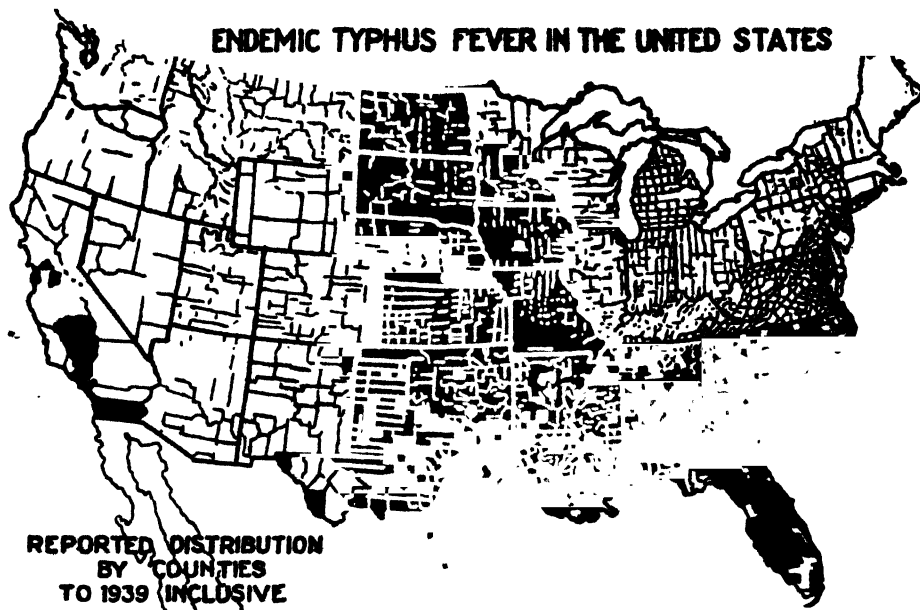 ENDEMIC TYPHUS FEVER IN THE UNITED STATES
REPORTED DISTRIBUTION
BY COUNTIES
TO 1939 INCLUSIVE